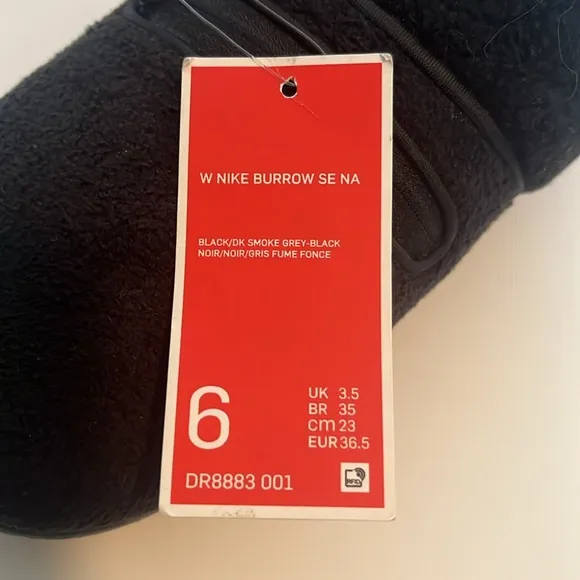 W NIKE BURROW SE NA
BLACK/DK SMOKE GREY-BLACK
NOIR/NOIR/GRIS FUME FONCE
6
UK 3.5
BR 35
cm 23
EUR 36.5
DR8883 001
RFID